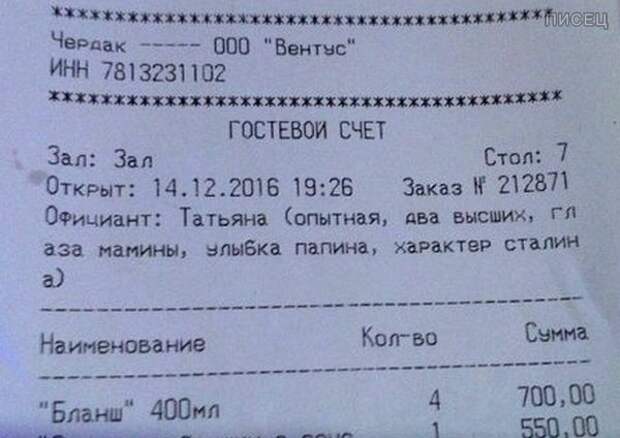 писец
***************************************
Чердак ----- ООО "Вентус"
ИНН 7813231102
***************************************
ГОСТЕВОЙ СЧЕТ
Зал: Зал Стол: 7
Открыт: 14.12.2016 19:26 Заказ № 212871
Официант: Татьяна (опытная, два высших, гл
аза мамины, улыбка папина, характер сталин
а)
Наименование Кол-во Сумма
"Бланш" 400мл 4 700,00
1 550,00